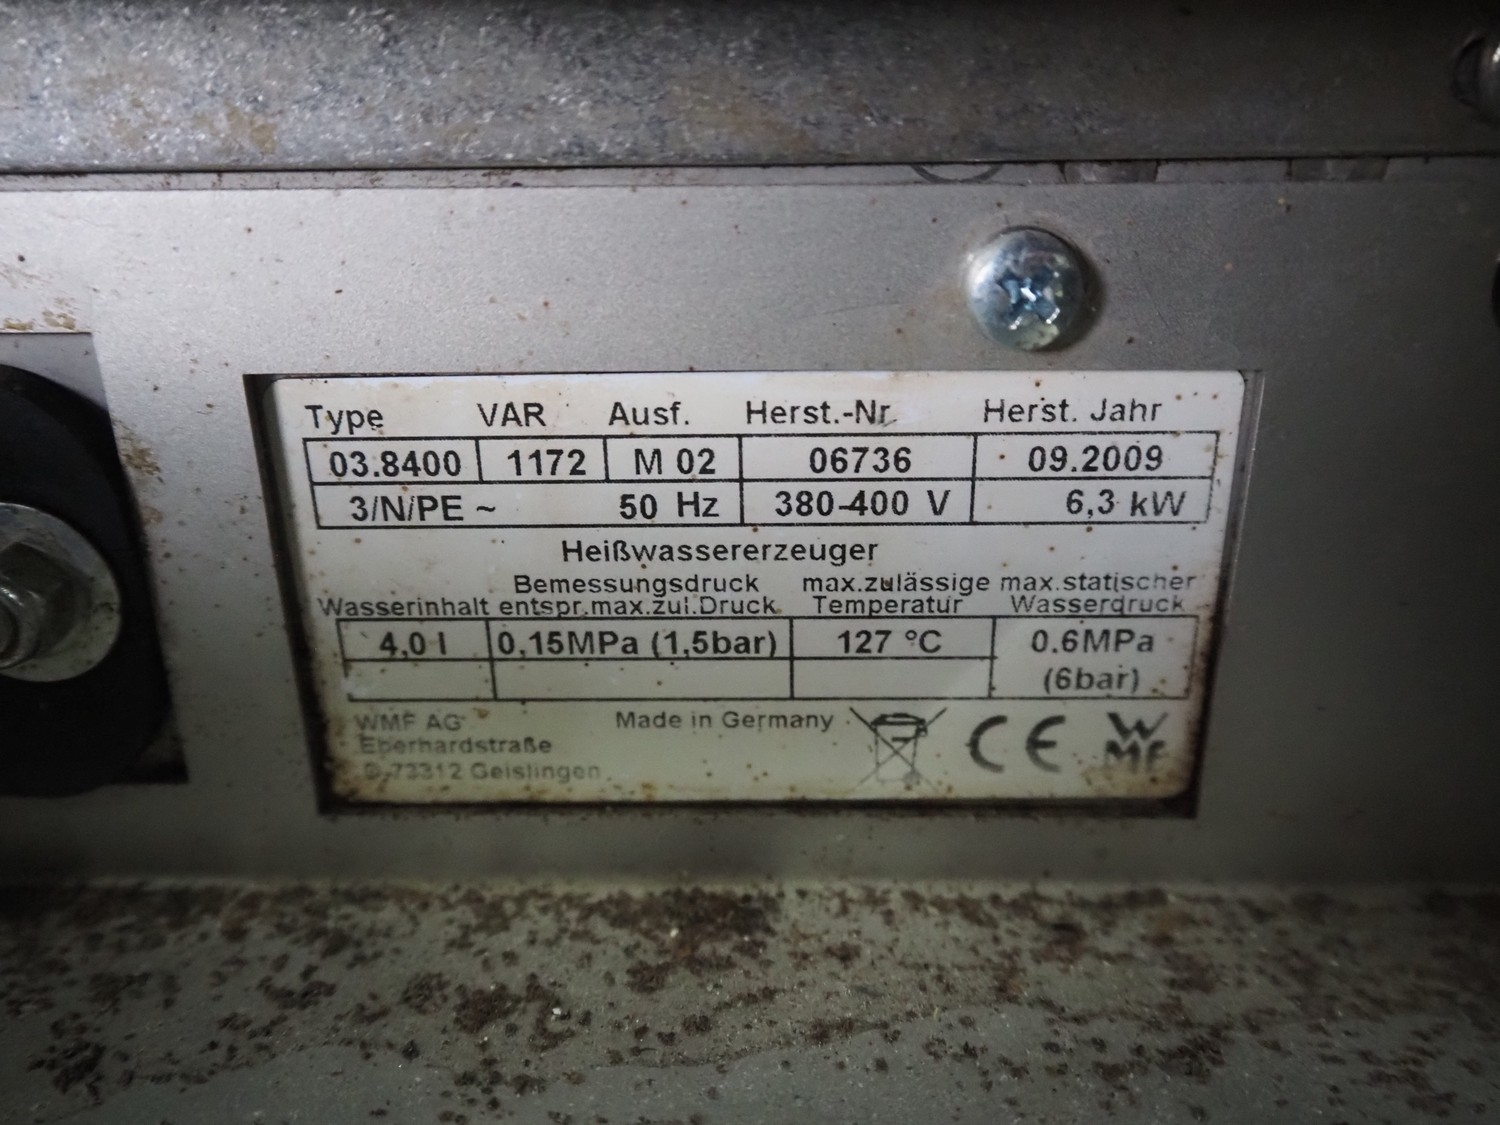 Type VAR Ausf. Herst.-Nr. Herst. Jahr
03.8400 1172 M 02 06736 09.2009
3/N/PE ~ 50 Hz 380-400 V 6,3 kW
Heißwassererzeuger
Bemessungsdruck max.zulässige max.statischer
Wasserinhalt entspr.max.zul.Druck Temperatur Wasserdruck
4,0 l 0,15MPa (1,5bar) 127 °C 0.6MPa
(6bar)
WMF AG Made in Germany CE WMF
Eberhardstraße
D-73312 Geislingen